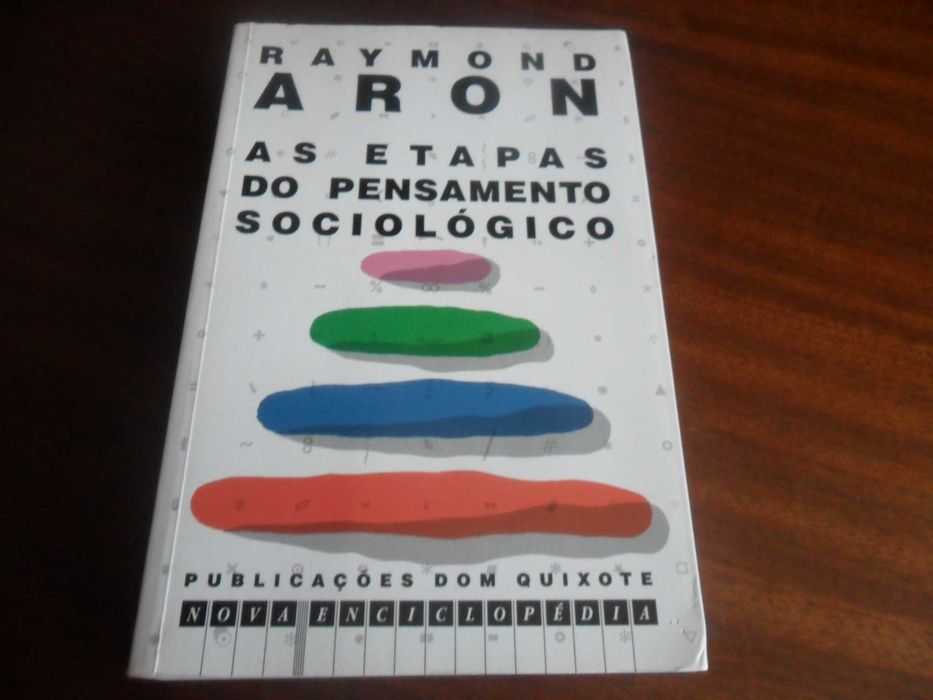 RAYMOND
ARON
AS ETAPAS
DO PENSAMENTO
SOCIOLÓGICO
PUBLICAÇÕES DOM QUIXOTE
NOVA ENCICLOPÉDIA